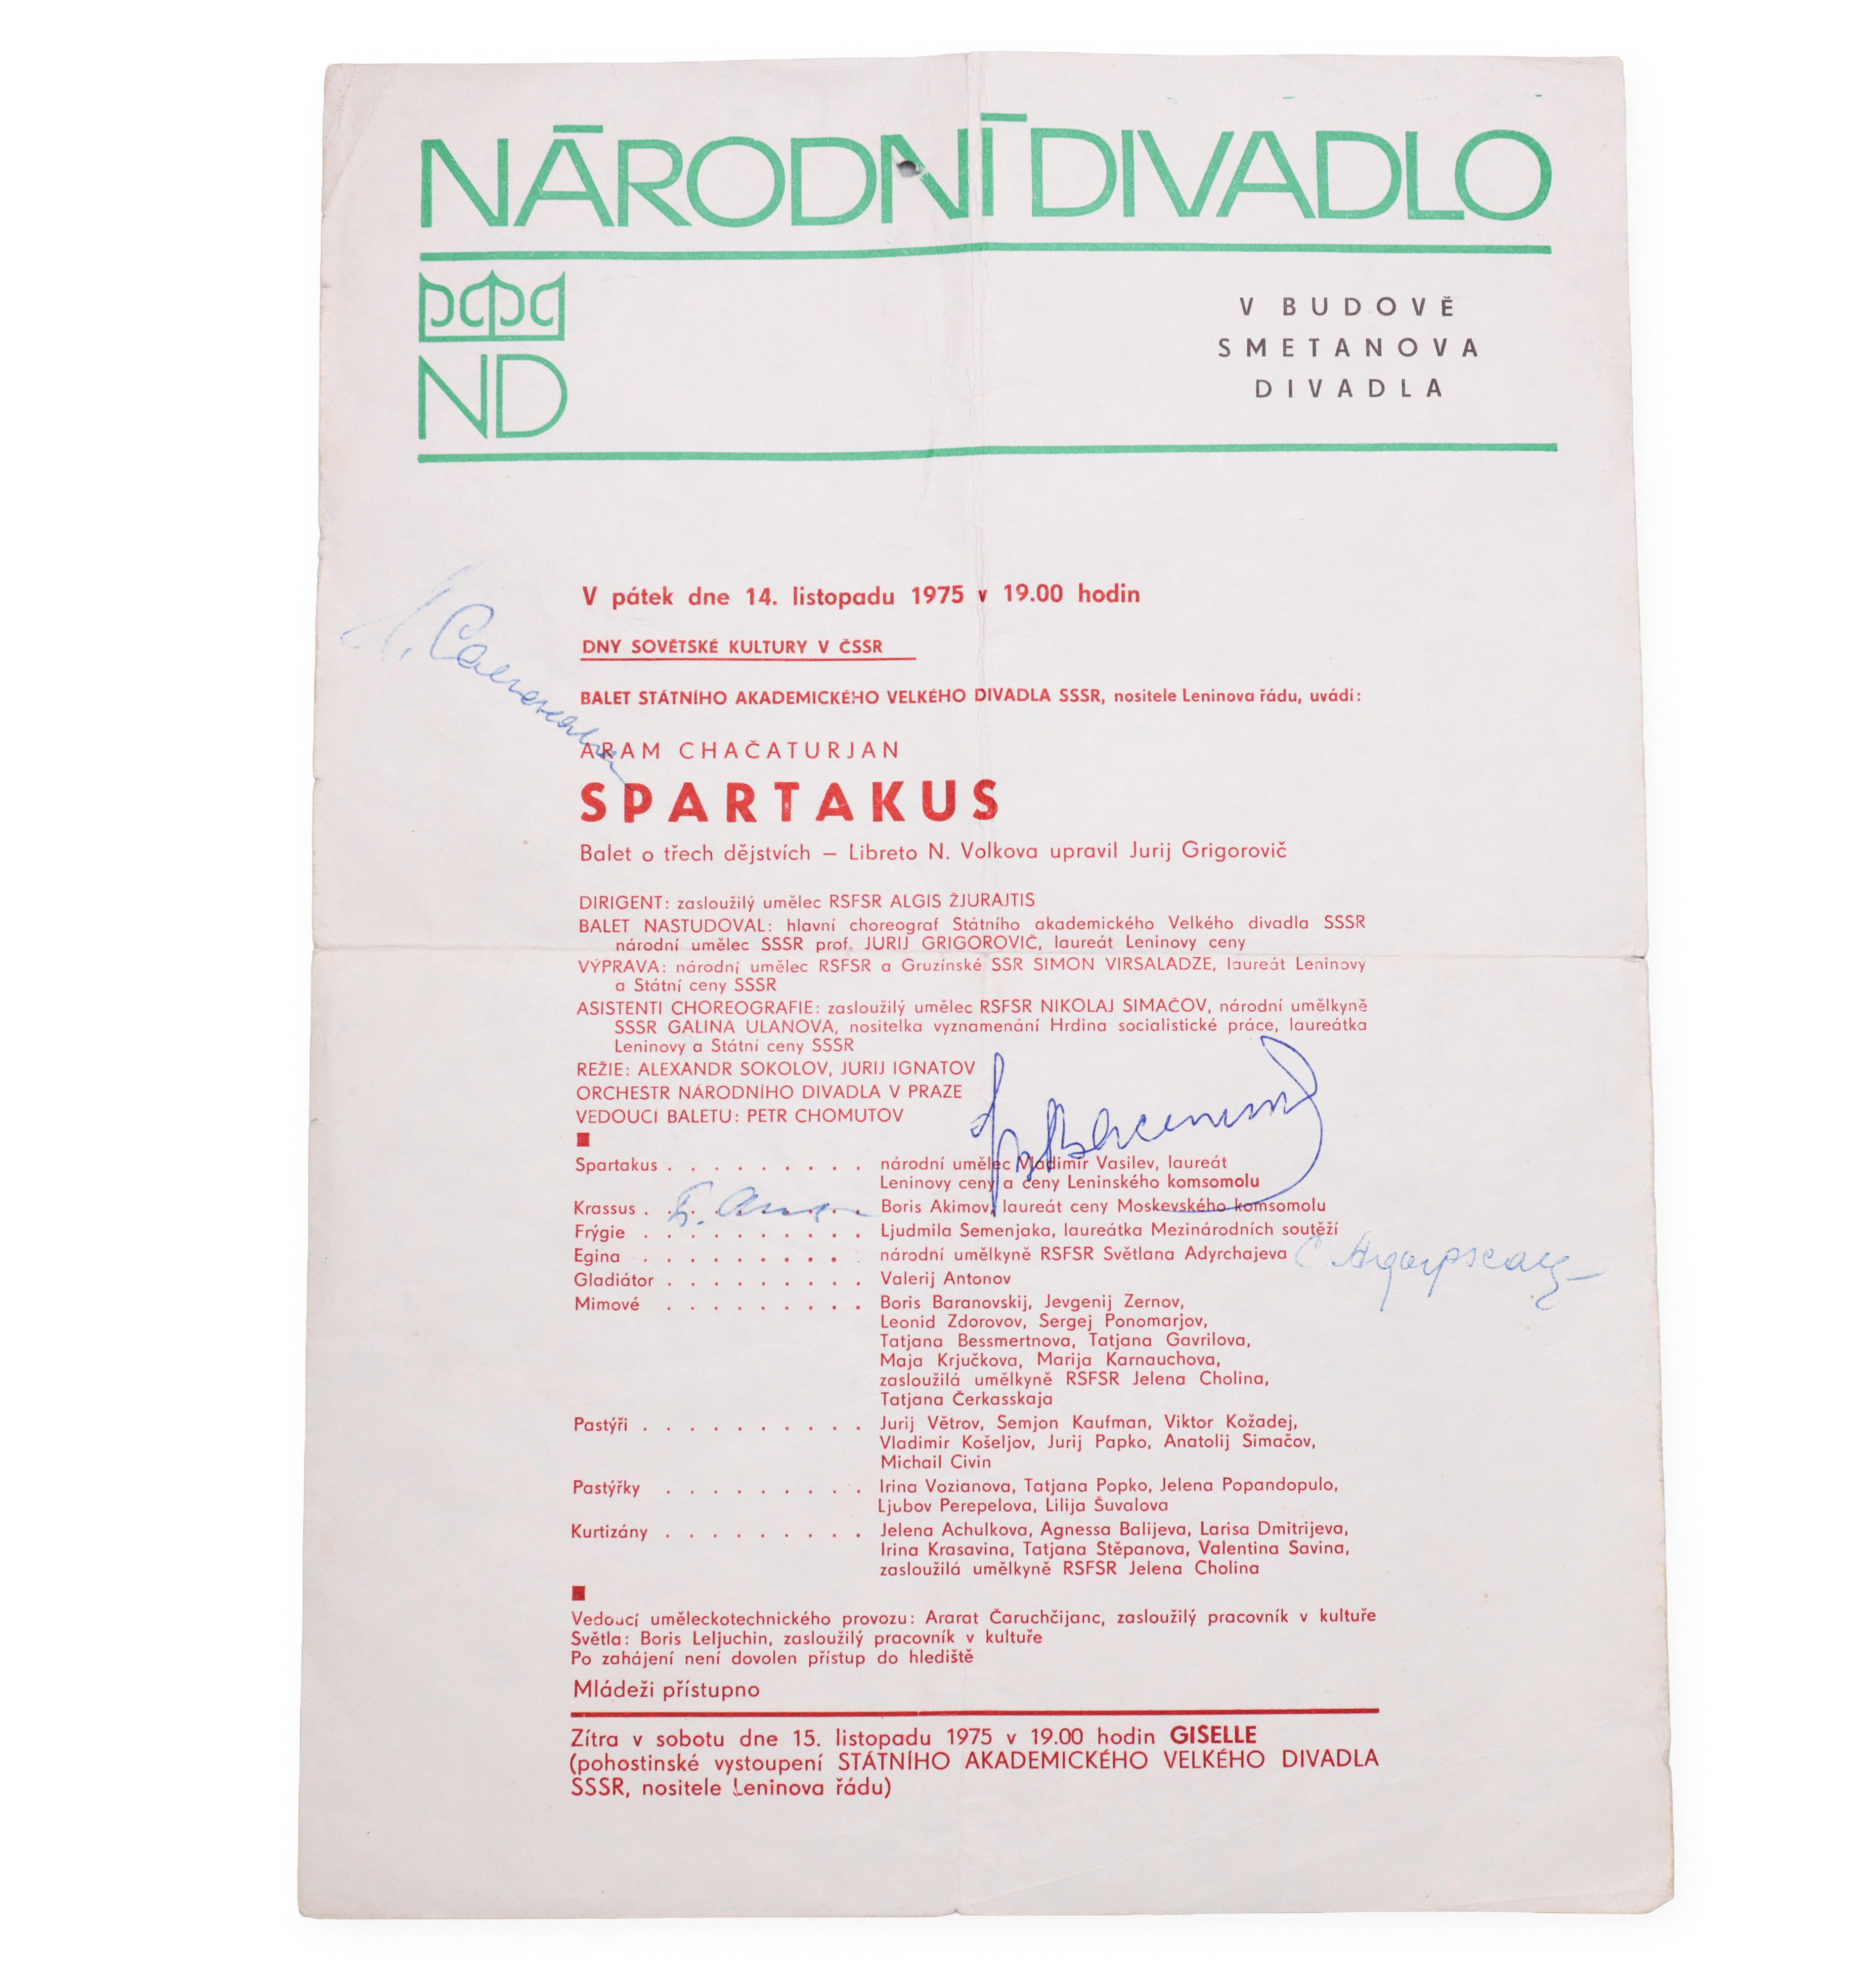 NÁRODNÍ DIVADLO
ND
V BUDOVĚ
SMETANOVA
DIVADLA
V pátek dne 14. listopadu 1975 v 19.00 hodin
DNY SOVĚTSKÉ KULTURY V ČSSR
BALET STÁTNÍHO AKADEMICKÉHO VELKÉHO DIVADLA SSSR, nositele Leninova řádu, uvádí:
ARAM CHAČATURJAN
SPARTAKUS
Balet o třech dějstvích – Libreto N. Volkova upravil Jurij Grigorovič
DIRIGENT: zasloužilý umělec RSFSR ALGIS ŽJURAJTIS
BALET NASTUDOVAL: hlavní choreograf Státního akademického Velkého divadla SSSR
národní umělec SSSR prof. JURIJ GRIGOROVIČ, laureát Leninovy ceny
VÝPRAVA: národní umělec RSFSR a Gruzínské SSR SIMON VIRSALADZE, laureát Leninovy
a Státní ceny SSSR
ASISTENTI CHOREOGRAFIE: zasloužilý umělec RSFSR NIKOLAJ SIMAČOV, národní umělkyně
SSSR GALINA ULANOVA, nositelka vyznamenání Hrdina socialistické práce, laureátka
Leninovy a Státní ceny SSSR
REŽIE: ALEXANDR SOKOLOV, JURIJ IGNATOV
ORCHESTR NÁRODNÍHO DIVADLA V PRAZE
VEDOUCÍ BALETU: PETR CHOMUTOV
Spartakus . . . . . . . . . národní umělec Vladimir Vasilev, laureát
Leninovy ceny a ceny Leninského komsomolu
Krassus . . . . . . . . . . Boris Akimov, laureát ceny Moskevského komsomolu
Frýgie . . . . . . . . . . Ljudmila Semenjaka, laureátka Mezinárodních soutěží
Egina . . . . . . . . . národní umělkyně RSFSR Světlana Adyrchajeva
Gladiátor . . . . . . . . . Valerij Antonov
Mimové . . . . . . . . . Boris Baranovskij, Jevgenij Zernov,
Leonid Zdorovov, Sergej Ponomarjov,
Tatjana Bessmertnova, Tatjana Gavrilova,
Maja Krjučkova, Marija Karnauchova,
zasloužilá umělkyně RSFSR Jelena Cholina,
Tatjana Čerkasskaja
Pastýři . . . . . . . . . . Jurij Větrov, Semjon Kaufman, Viktor Kožadej,
Vladimir Košeljov, Jurij Papko, Anatolij Simačov,
Michail Civin
Pastýřky . . . . . . . . . Irina Vozianova, Tatjana Popko, Jelena Popandopulo,
Ljubov Perepelova, Lilija Šuvalova
Kurtizány . . . . . . . . . Jelena Achulkova, Agnessa Balijeva, Larisa Dmitrijeva,
Irina Krasavina, Tatjana Stěpanova, Valentina Savina,
zasloužilá umělkyně RSFSR Jelena Cholina
Vedoucí uměleckotechnického provozu: Ararat Čaruchčijanc, zasloužilý pracovník v kultuře
Světla: Boris Leljuchin, zasloužilý pracovník v kultuře
Po zahájení není dovolen přístup do hlediště
Mládeži přístupno
Zítra v sobotu dne 15. listopadu 1975 v 19.00 hodin GISELLE
(pohostinské vystoupení STÁTNÍHO AKADEMICKÉHO VELKÉHO DIVADLA
SSSR, nositele Leninova řádu)